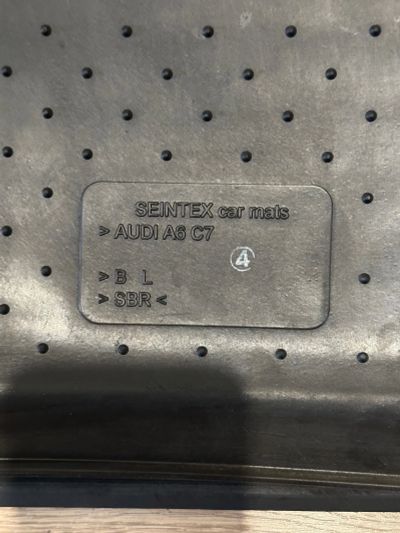 SEINTEX car mats
> AUDI A6 C7
4
> B L
> SBR <